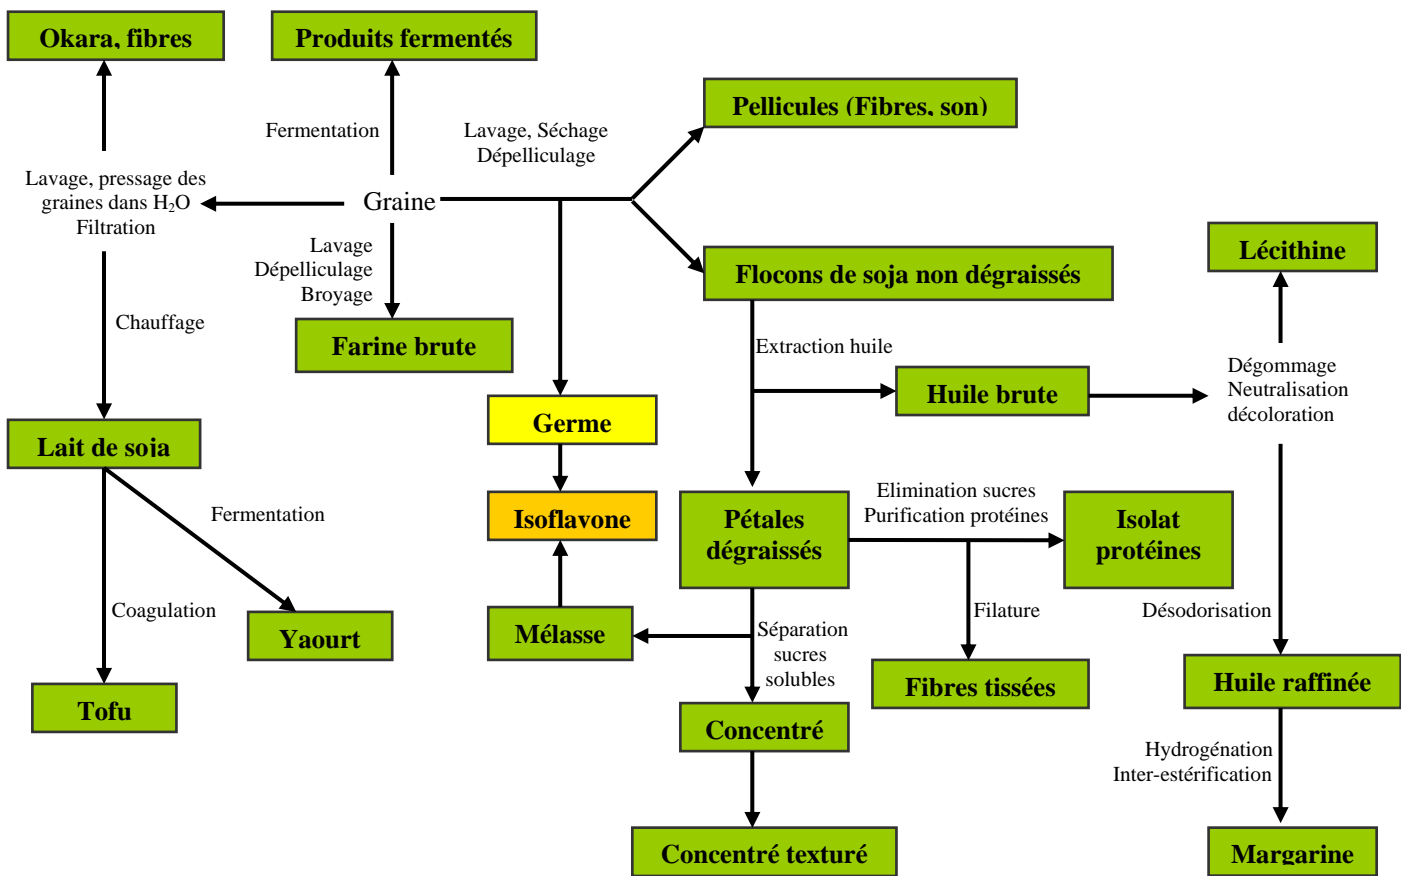 Okara, fibres
Produits fermentés
Pellicules (Fibres, son)
Fermentation
Lavage, Séchage
Dépelliculage
Lavage, pressage des
graines dans H₂O
Filtration
Graine
Lavage
Dépelliculage
Broyage
Flocons de soja non dégraissés
Lécithine
Chauffage
Farine brute
Extraction huile
Dégommage
Neutralisation
décoloration
Huile brute
Germe
Lait de soja
Fermentation
Isoflavone
Pétales
dégraissés
Elimination sucres
Purification protéines
Isolat
protéines
Coagulation
Yaourt
Mélasse
Séparation
sucres
solubles
Filature
Désodorisation
Tofu
Fibres tissées
Huile raffinée
Concentré
Hydrogénation
Inter-estérification
Concentré texturé
Margarine